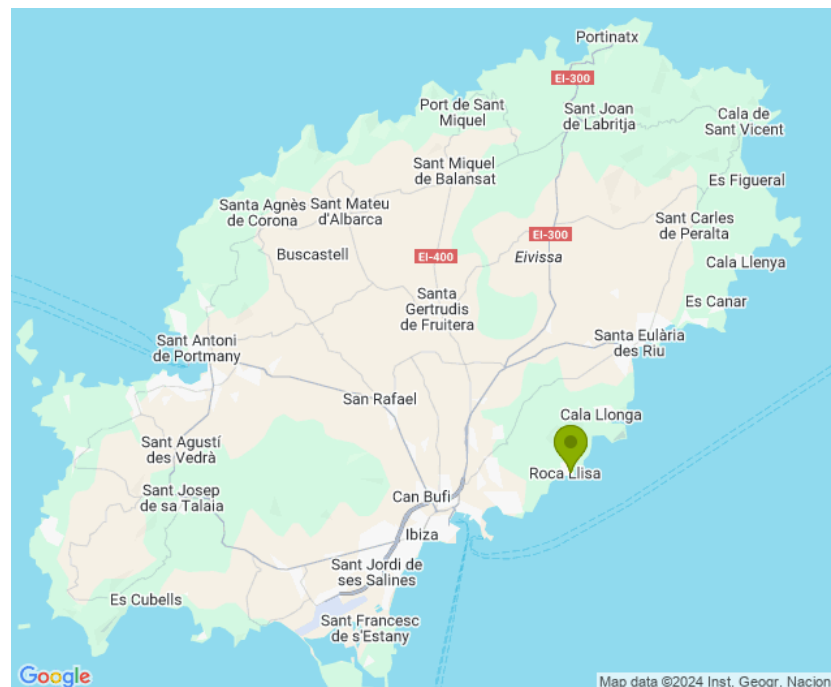 Portinatx
EI-300
Port de Sant
Miquel
Sant Joan
de Labritja
Cala de
Sant Vicent
Sant Miquel
de Balansat
Es Figueral
Santa Agnès
de Corona
Sant Mateu
d'Albarca
Sant Carles
de Peralta
EI-300
Buscastell
EI-400
Eivissa
Cala Llenya
Santa
Gertrudis
de Fruitera
Es Canar
Sant Antoni
de Portmany
Santa Eulària
des Riu
San Rafael
Cala Llonga
Sant Agustí
des Vedrà
Roca Llisa
Sant Josep
de sa Talaia
Can Bufi
Ibiza
Sant Jordi de
ses Salines
Es Cubells
Sant Francesc
de s'Estany
Google
Map data ©2024 Inst. Geogr. Nacion